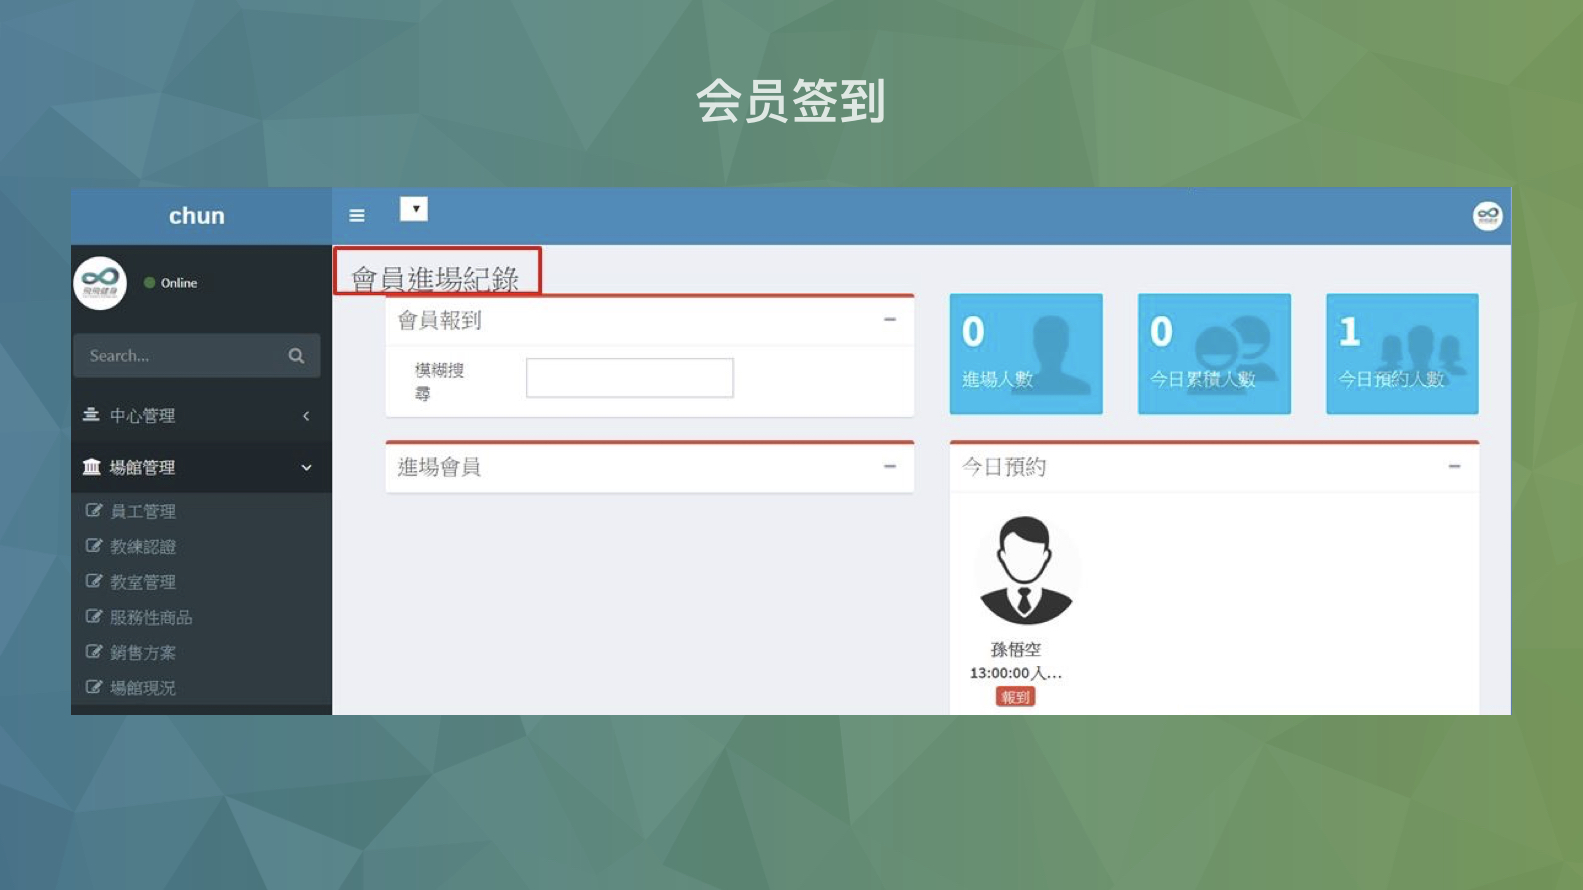 会员签到
chun
Online
Search...
中心管理
場館管理
員工管理
教練認證
教室管理
服務性商品
銷售方案
場館現況
會員進場紀錄
會員報到
模糊搜
尋
進場會員
0
進場人數
0
今日累積人數
1
今日預約人數
今日預約
孫悟空
13:00:00人...
報到